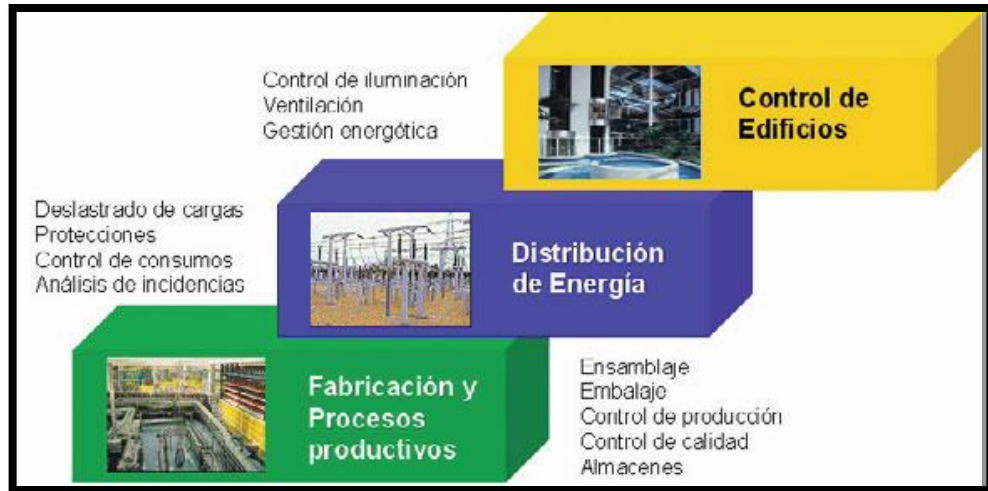 Control de iluminación
Ventilación
Gestión energética
Control de
Edificios
Deslastrado de cargas
Protecciones
Control de consumos
Análisis de incidencias
Distribución
de Energía
Fabricación y
Procesos
productivos
Ensamblaje
Embalaje
Control de producción
Control de calidad
Almacenes